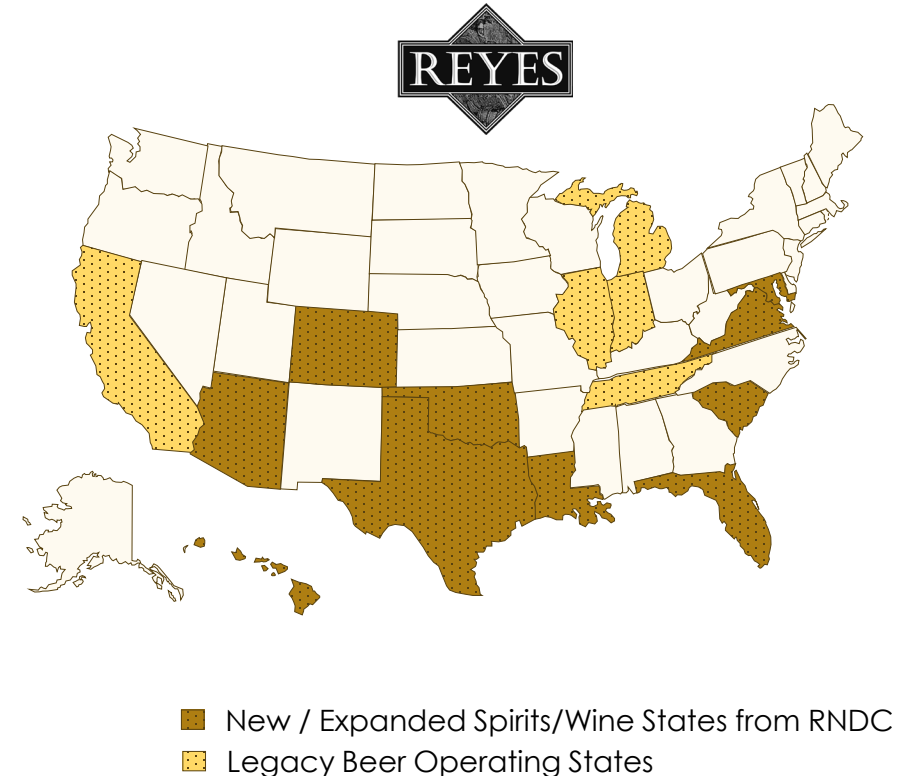 REYES
New / Expanded Spirits/Wine States from RNDC
Legacy Beer Operating States